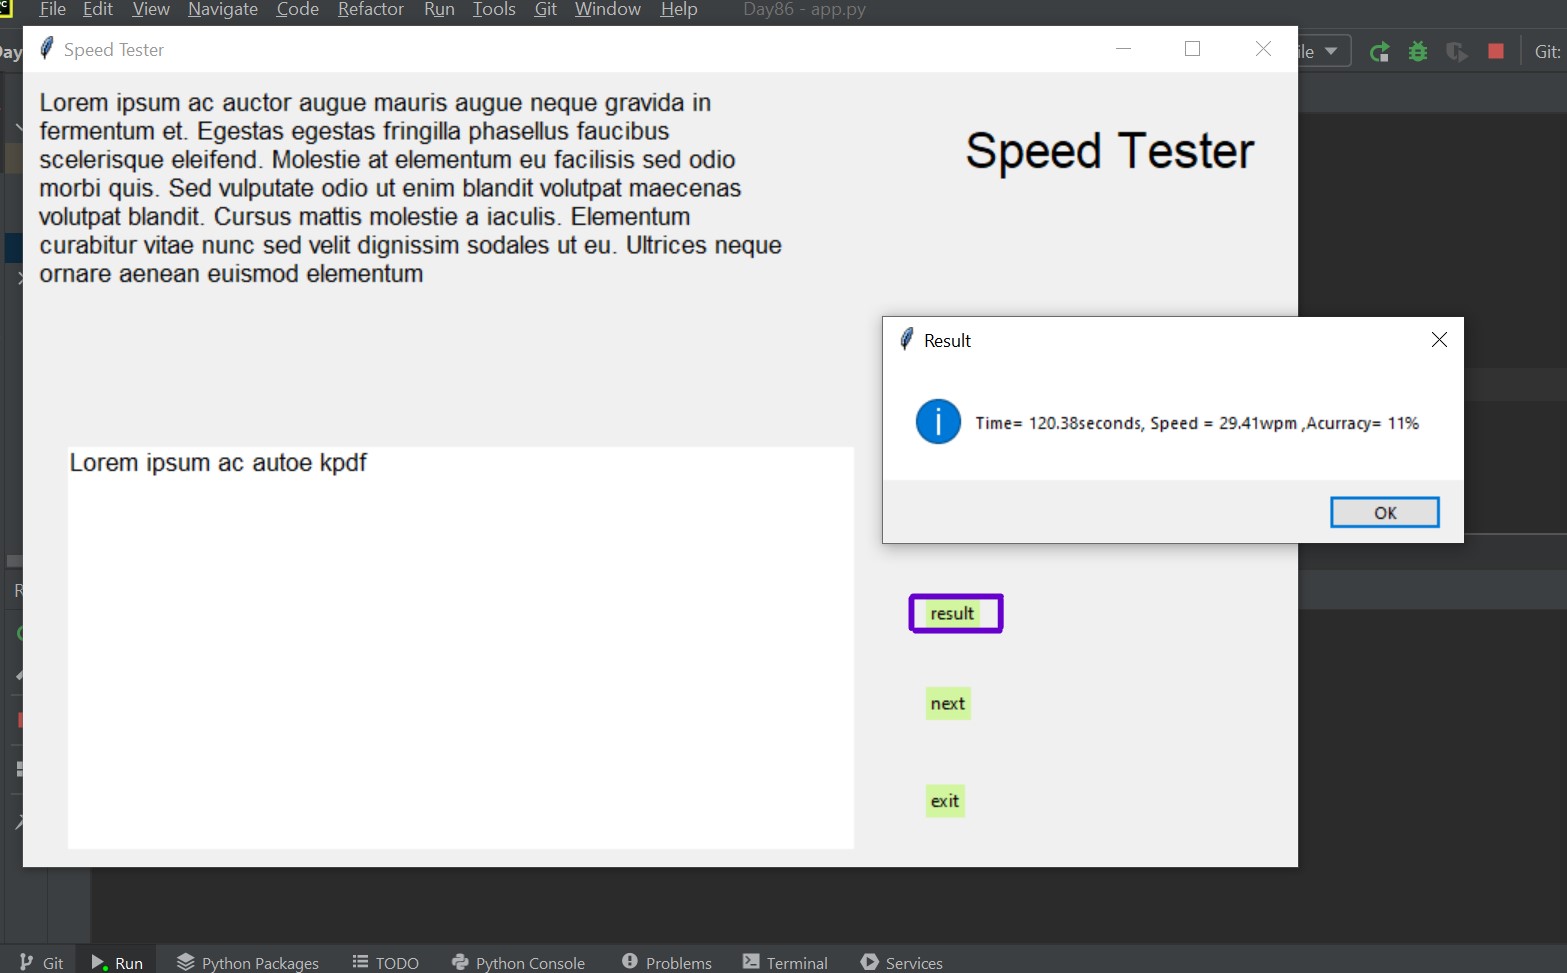 File Edit View Navigate Code Refactor Run Tools Git Window Help Day86 - app.py
Speed Tester
Git:
Lorem ipsum ac auctor augue mauris augue neque gravida in
fermentum et. Egestas egestas fringilla phasellus faucibus
scelerisque eleifend. Molestie at elementum eu facilisis sed odio
morbi quis. Sed vulputate odio ut enim blandit volutpat maecenas
volutpat blandit. Cursus mattis molestie a iaculis. Elementum
curabitur vitae nunc sed velit dignissim sodales ut eu. Ultrices neque
ornare aenean euismod elementum
Speed Tester
Result
Time= 120.38seconds, Speed = 29.41wpm ,Acurracy= 11%
OK
Lorem ipsum ac autoe kpdf
result
next
exit
Git Run Python Packages TODO Python Console Problems Terminal Services